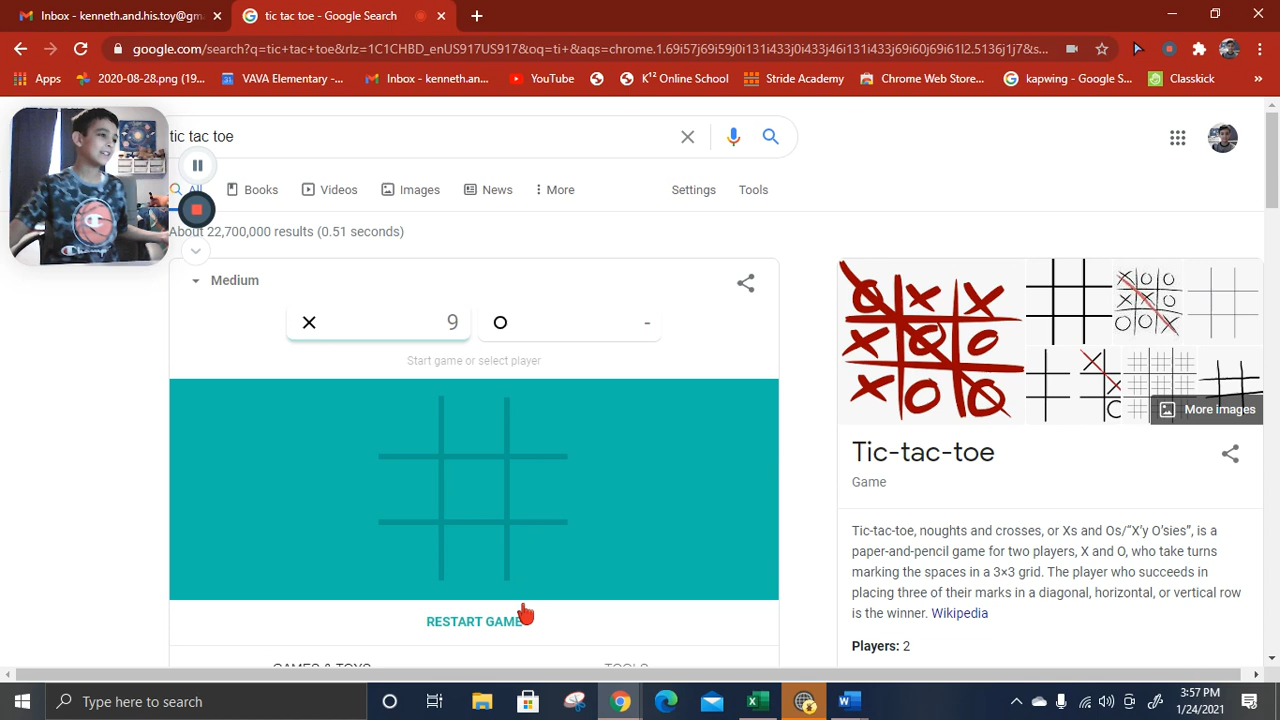 Inbox - kenneth.and.his.toy@gm
tic tac toe - Google Search
google.com/search?q=tic+tac+toe&rlz=1C1CHBD_enUS917US917&oq=ti+&aqs=chrome.1.69i57j69i59j0i131i433j0i433j46i131i433j69i60j69i61l2.5136j1j7&s...
Apps
2020-08-28.png (19...
VAVA Elementary -...
Inbox - kenneth.an...
YouTube
K¹² Online School
Stride Academy
Chrome Web Store...
kapwing - Google S...
Classkick
»
tic tac toe
All
Books
Videos
Images
News
More
Settings
Tools
About 22,700,000 results (0.51 seconds)
Medium
× 9
O -
Start game or select player
RESTART GAME
GAMES & TOYS
TOOLS
More images
Tic-tac-toe
Game
Tic-tac-toe, noughts and crosses, or Xs and Os/“X’y O’sies”, is a
paper-and-pencil game for two players, X and O, who take turns
marking the spaces in a 3×3 grid. The player who succeeds in
placing three of their marks in a diagonal, horizontal, or vertical row
is the winner. Wikipedia
Players: 2
Type here to search
3:57 PM
1/24/2021